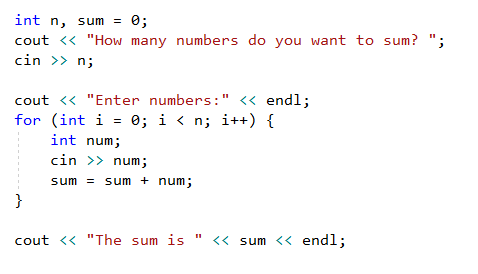 int n, sum = 0;
cout << "How many numbers do you want to sum? ";
cin >> n;

cout << "Enter numbers:" << endl;
for (int i = 0; i < n; i++) {
    int num;
    cin >> num;
    sum = sum + num;
}

cout << "The sum is " << sum << endl;